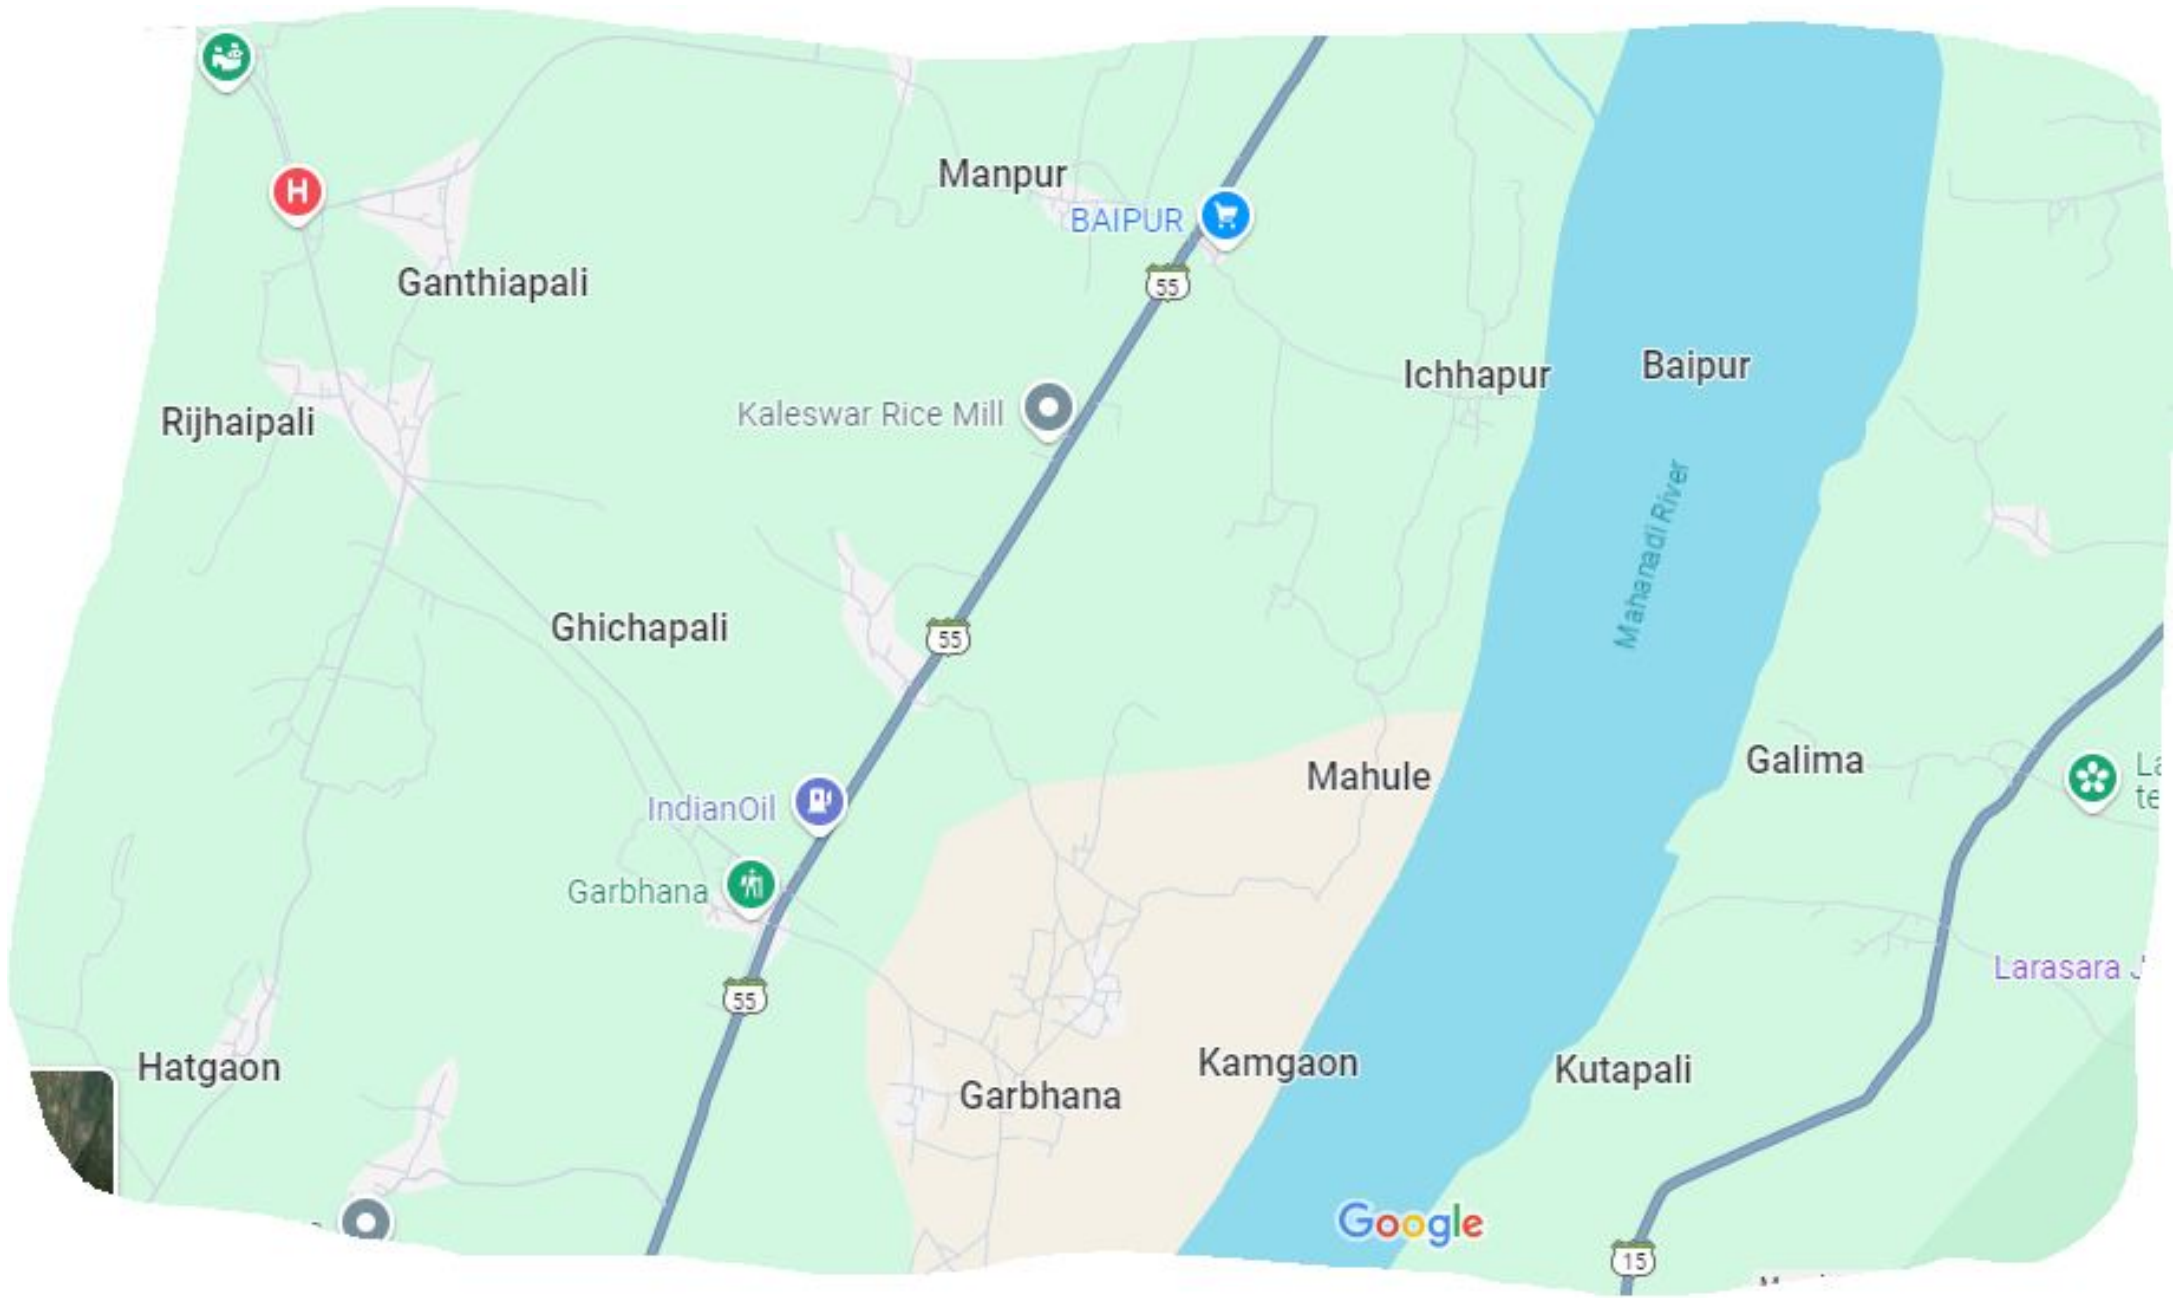 H
Manpur
BAIPUR
55
Ganthiapali
Ichhapur
Baipur
Kaleswar Rice Mill
Rijhaipali
Mahanadi River
Ghichapali
55
Galima
Mahule
IndianOil
Garbhana
Larasara
55
Hatgaon
Kamgaon
Kutapali
Garbhana
Google
15